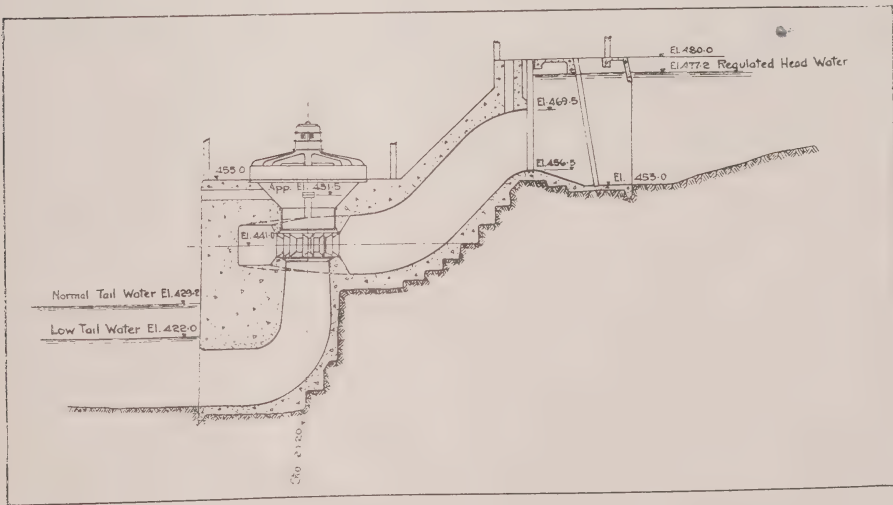 El. 480.0
El. 477.2 Regulated Head Water
El. 469.5
El. 456.5
El. 453.0
455.0
App. El. 451.5
El. 441.0
Normal Tail Water El. 429.2
Low Tail Water El. 422.0